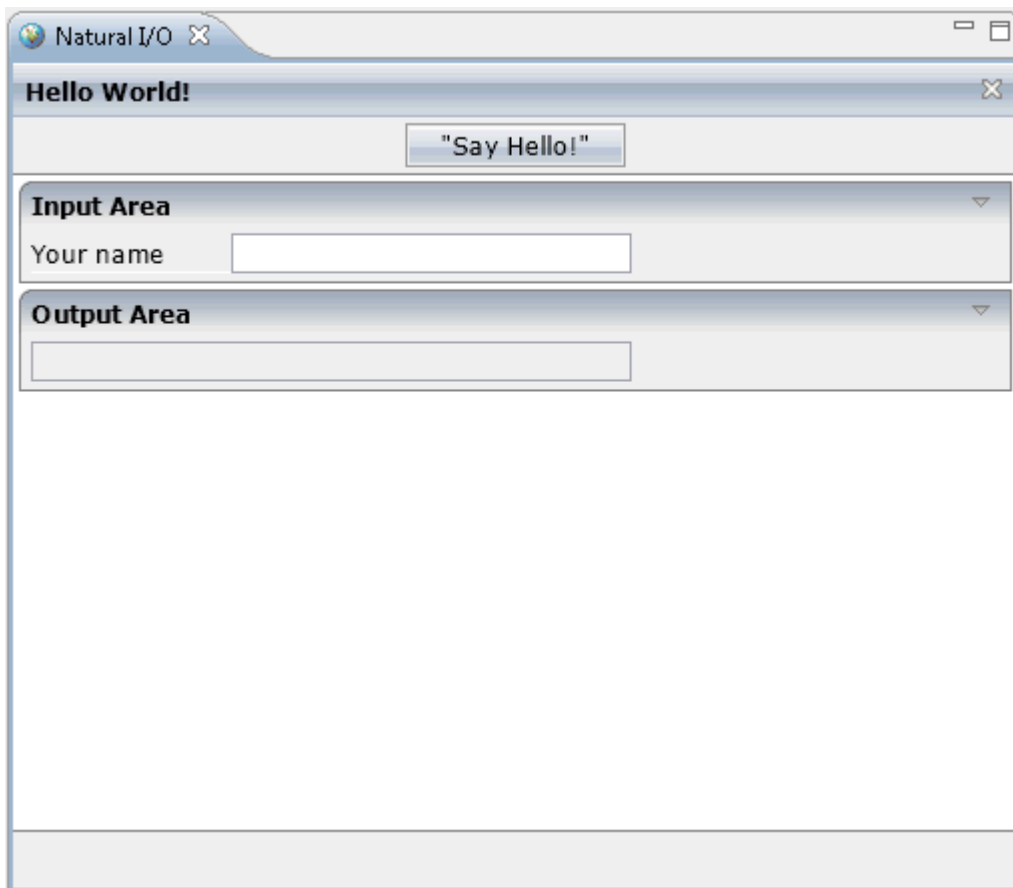 Natural I/O
Hello World!
"Say Hello!"
Input Area
Your name
Output Area